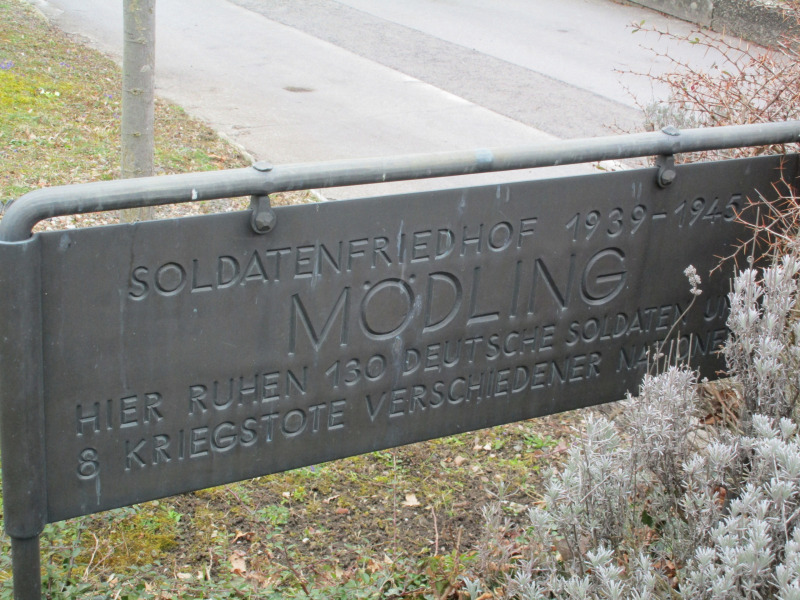 SOLDATENFRIEDHOF 1939-1945
MÖDLING
HIER RUHEN 130 DEUTSCHE SOLDATEN
8 KRIEGSTOTE VERSCHIEDENER